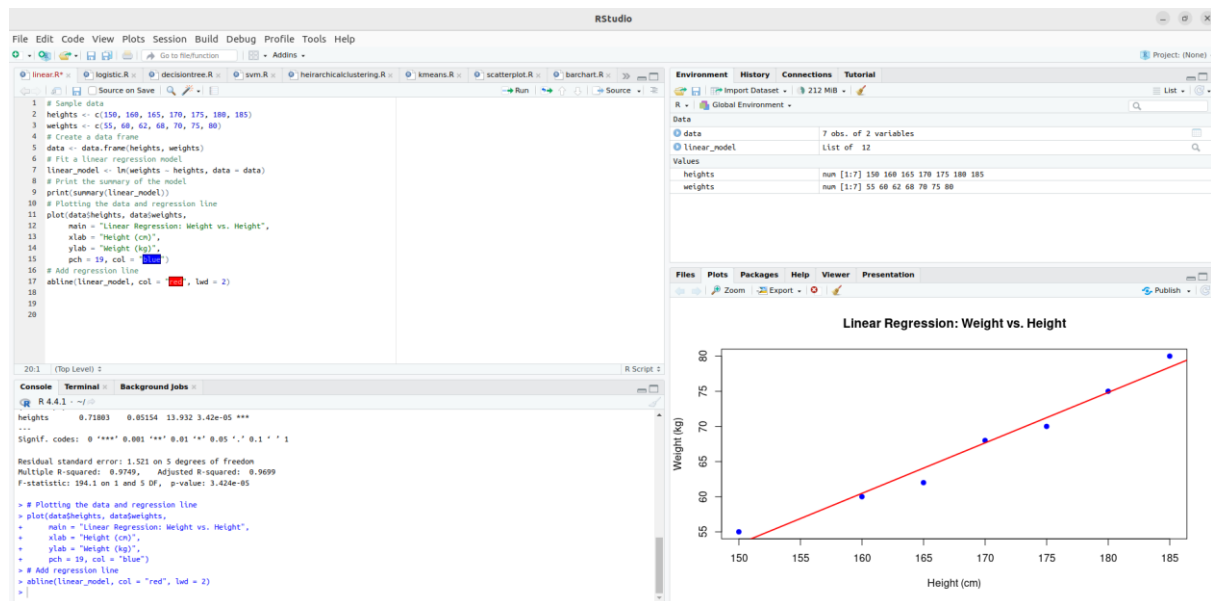 RStudio
File Edit Code View Plots Session Build Debug Profile Tools Help
Go to file/function Addins Project: (None)
linear.R* logistic.R decisiontree.R svm.R heirarchicalclustering.R kmeans.R scatterplot.R barchart.R
Source on Save Run Source
1 # Sample data
2 heights <- c(150, 160, 165, 170, 175, 180, 185)
3 weights <- c(55, 60, 62, 68, 70, 75, 80)
4 # Create a data frame
5 data <- data.frame(heights, weights)
6 # Fit a linear regression model
7 linear_model <- lm(weights ~ heights, data = data)
8 # Print the summary of the model
9 print(summary(linear_model))
10 # Plotting the data and regression line
11 plot(data$heights, data$weights,
12 main = "Linear Regression: Weight vs. Height",
13 xlab = "Height (cm)",
14 ylab = "Weight (kg)",
15 pch = 19, col = "blue")
16 # Add regression line
17 abline(linear_model, col = "red", lwd = 2)
18
19
20
20:1 (Top Level) R Script
Console Terminal Background Jobs
R 4.4.1 · ~/
heights 0.71803 0.05154 13.932 3.42e-05 ***
---
Signif. codes: 0 ‘***’ 0.001 ‘**’ 0.01 ‘*’ 0.05 ‘.’ 0.1 ‘ ’ 1
Residual standard error: 1.521 on 5 degrees of freedom
Multiple R-squared: 0.9749, Adjusted R-squared: 0.9699
F-statistic: 194.1 on 1 and 5 DF, p-value: 3.424e-05
> # Plotting the data and regression line
> plot(data$heights, data$weights,
+ main = "Linear Regression: Weight vs. Height",
+ xlab = "Height (cm)",
+ ylab = "Weight (kg)",
+ pch = 19, col = "blue")
> # Add regression line
> abline(linear_model, col = "red", lwd = 2)
>
Environment History Connections Tutorial
Import Dataset 212 MiB List
R Global Environment
Data
data 7 obs. of 2 variables
linear_model List of 12
Values
heights num [1:7] 150 160 165 170 175 180 185
weights num [1:7] 55 60 62 68 70 75 80
Files Plots Packages Help Viewer Presentation
Zoom Export Publish
Linear Regression: Weight vs. Height
Weight (kg)
80
75
70
65
60
55
150 155 160 165 170 175 180 185
Height (cm)